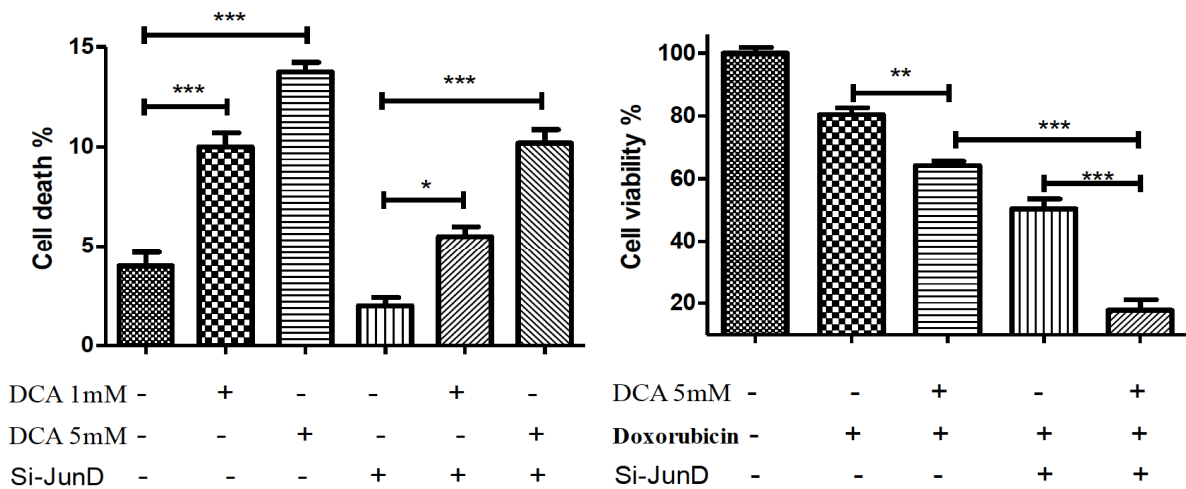 ***
***
***
*
Cell death %
15
10
5
0
DCA 1mM - + - - + -
DCA 5mM - - + - - +
Si-JunD - - - + + +
**
***
***
Cell viability %
100
80
60
40
20
DCA 5mM - - + - +
Doxorubicin - + + + +
Si-JunD - - - + +